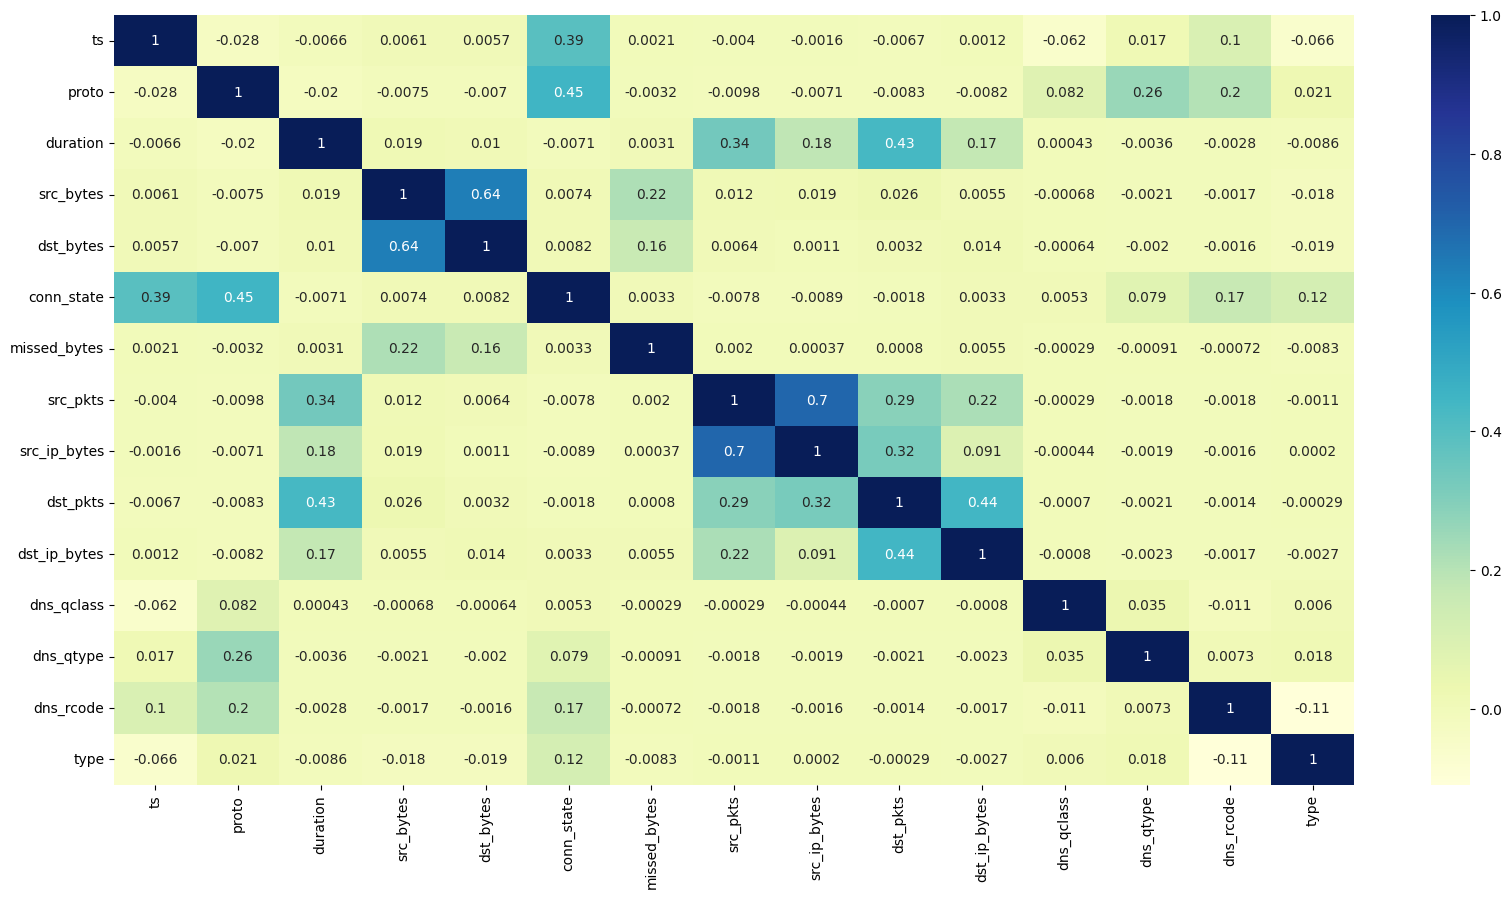 ts 1 -0.028 -0.0066 0.0061 0.0057 0.39 0.0021 -0.004 -0.0016 -0.0067 0.0012 -0.062 0.017 0.1 -0.066
proto -0.028 1 -0.02 -0.0075 -0.007 0.45 -0.0032 -0.0098 -0.0071 -0.0083 -0.0082 0.082 0.26 0.2 0.021
duration -0.0066 -0.02 1 0.019 0.01 -0.0071 0.0031 0.34 0.18 0.43 0.17 0.00043 -0.0036 -0.0028 -0.0086
src_bytes 0.0061 -0.0075 0.019 1 0.64 0.0074 0.22 0.012 0.019 0.026 0.0055 -0.00068 -0.0021 -0.0017 -0.018
dst_bytes 0.0057 -0.007 0.01 0.64 1 0.0082 0.16 0.0064 0.0011 0.0032 0.014 -0.00064 -0.002 -0.0016 -0.019
conn_state 0.39 0.45 -0.0071 0.0074 0.0082 1 0.0033 -0.0078 -0.0089 -0.0018 0.0033 0.0053 0.079 0.17 0.12
missed_bytes 0.0021 -0.0032 0.0031 0.22 0.16 0.0033 1 0.002 0.00037 0.0008 0.0055 -0.00029 -0.00091 -0.00072 -0.0083
src_pkts -0.004 -0.0098 0.34 0.012 0.0064 -0.0078 0.002 1 0.7 0.29 0.22 -0.00029 -0.0018 -0.0018 -0.0011
src_ip_bytes -0.0016 -0.0071 0.18 0.019 0.0011 -0.0089 0.00037 0.7 1 0.32 0.091 -0.00044 -0.0019 -0.0016 0.0002
dst_pkts -0.0067 -0.0083 0.43 0.026 0.0032 -0.0018 0.0008 0.29 0.32 1 0.44 -0.0007 -0.0021 -0.0014 -0.00029
dst_ip_bytes 0.0012 -0.0082 0.17 0.0055 0.014 0.0033 0.0055 0.22 0.091 0.44 1 -0.0008 -0.0023 -0.0017 -0.0027
dns_qclass -0.062 0.082 0.00043 -0.00068 -0.00064 0.0053 -0.00029 -0.00029 -0.00044 -0.0007 -0.0008 1 0.035 -0.011 0.006
dns_qtype 0.017 0.26 -0.0036 -0.0021 -0.002 0.079 -0.00091 -0.0018 -0.0019 -0.0021 -0.0023 0.035 1 0.0073 0.018
dns_rcode 0.1 0.2 -0.0028 -0.0017 -0.0016 0.17 -0.00072 -0.0018 -0.0016 -0.0014 -0.0017 -0.011 0.0073 1 -0.11
type -0.066 0.021 -0.0086 -0.018 -0.019 0.12 -0.0083 -0.0011 0.0002 -0.00029 -0.0027 0.006 0.018 -0.11 1
ts proto duration src_bytes dst_bytes conn_state missed_bytes src_pkts src_ip_bytes dst_pkts dst_ip_bytes dns_qclass dns_qtype dns_rcode type
1.0
0.8
0.6
0.4
0.2
0.0